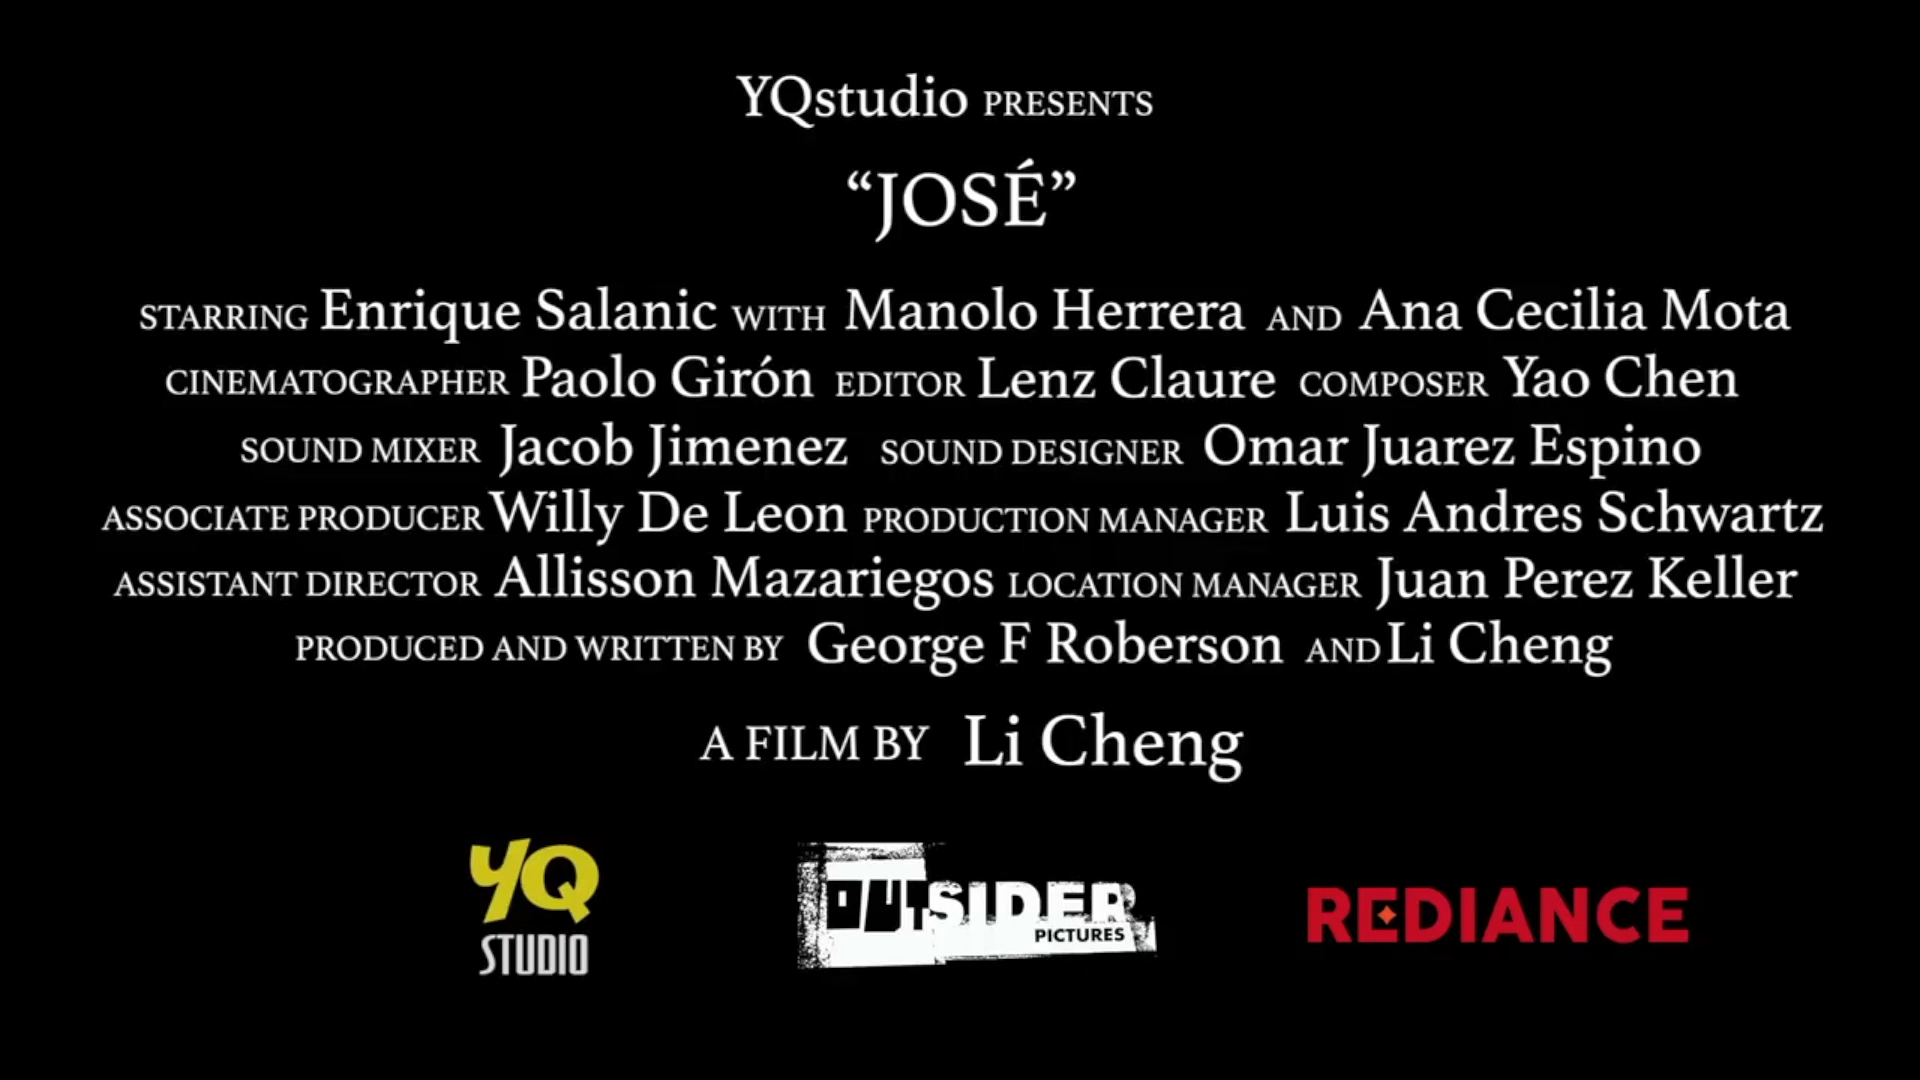 YQstudio PRESENTS
“JOSÉ”
STARRING Enrique Salanic WITH Manolo Herrera AND Ana Cecilia Mota
CINEMATOGRAPHER Paolo Girón EDITOR Lenz Claure COMPOSER Yao Chen
SOUND MIXER Jacob Jimenez SOUND DESIGNER Omar Juarez Espino
ASSOCIATE PRODUCER Willy De Leon PRODUCTION MANAGER Luis Andres Schwartz
ASSISTANT DIRECTOR Allisson Mazariegos LOCATION MANAGER Juan Perez Keller
PRODUCED AND WRITTEN BY George F Roberson AND Li Cheng
A FILM BY Li Cheng
YQ
STUDIO
OUTSIDER
PICTURES
REDIANCE